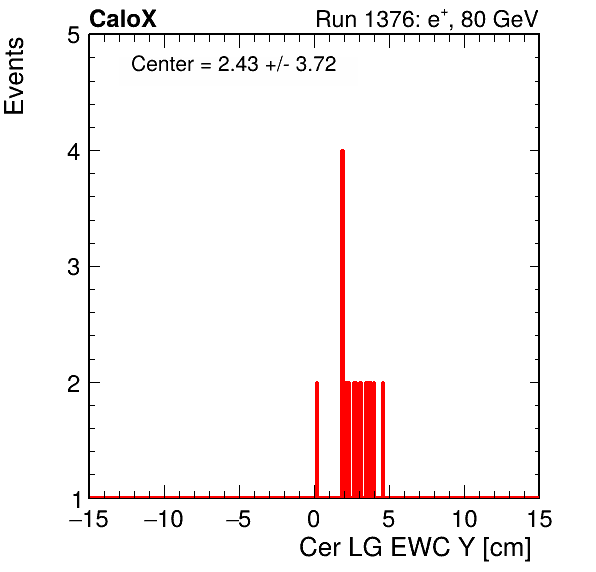 CaloX
Run 1376: e+, 80 GeV
Events
Center = 2.43 +/- 3.72
5
4
3
2
1
−15 −10 −5 0 5 10 15
Cer LG EWC Y [cm]